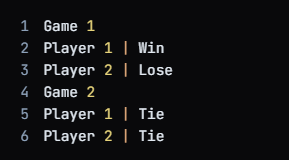 1 Game 1
2 Player 1 | Win
3 Player 2 | Lose
4 Game 2
5 Player 1 | Tie
6 Player 2 | Tie